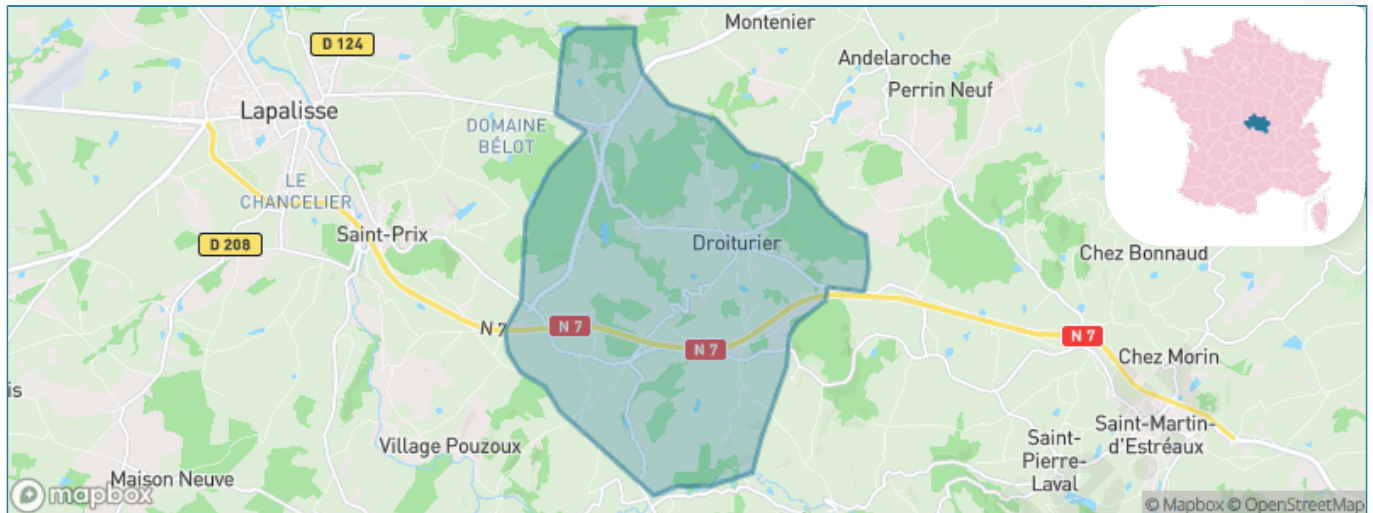 Montenier
D 124
Andelaroche
Perrin Neuf
Lapalisse
DOMAINE
BÉLOT
LE
CHANCELIER
Saint-Prix
D 208
Droiturier
Chez Bonnaud
N 7
N 7
N 7
N 7
Chez Morin
is
Saint-Martin-
d'Estréaux
Saint-
Pierre-
Laval
Village Pouzoux
Maison Neuve
mapbox
© Mapbox © OpenStreetMap